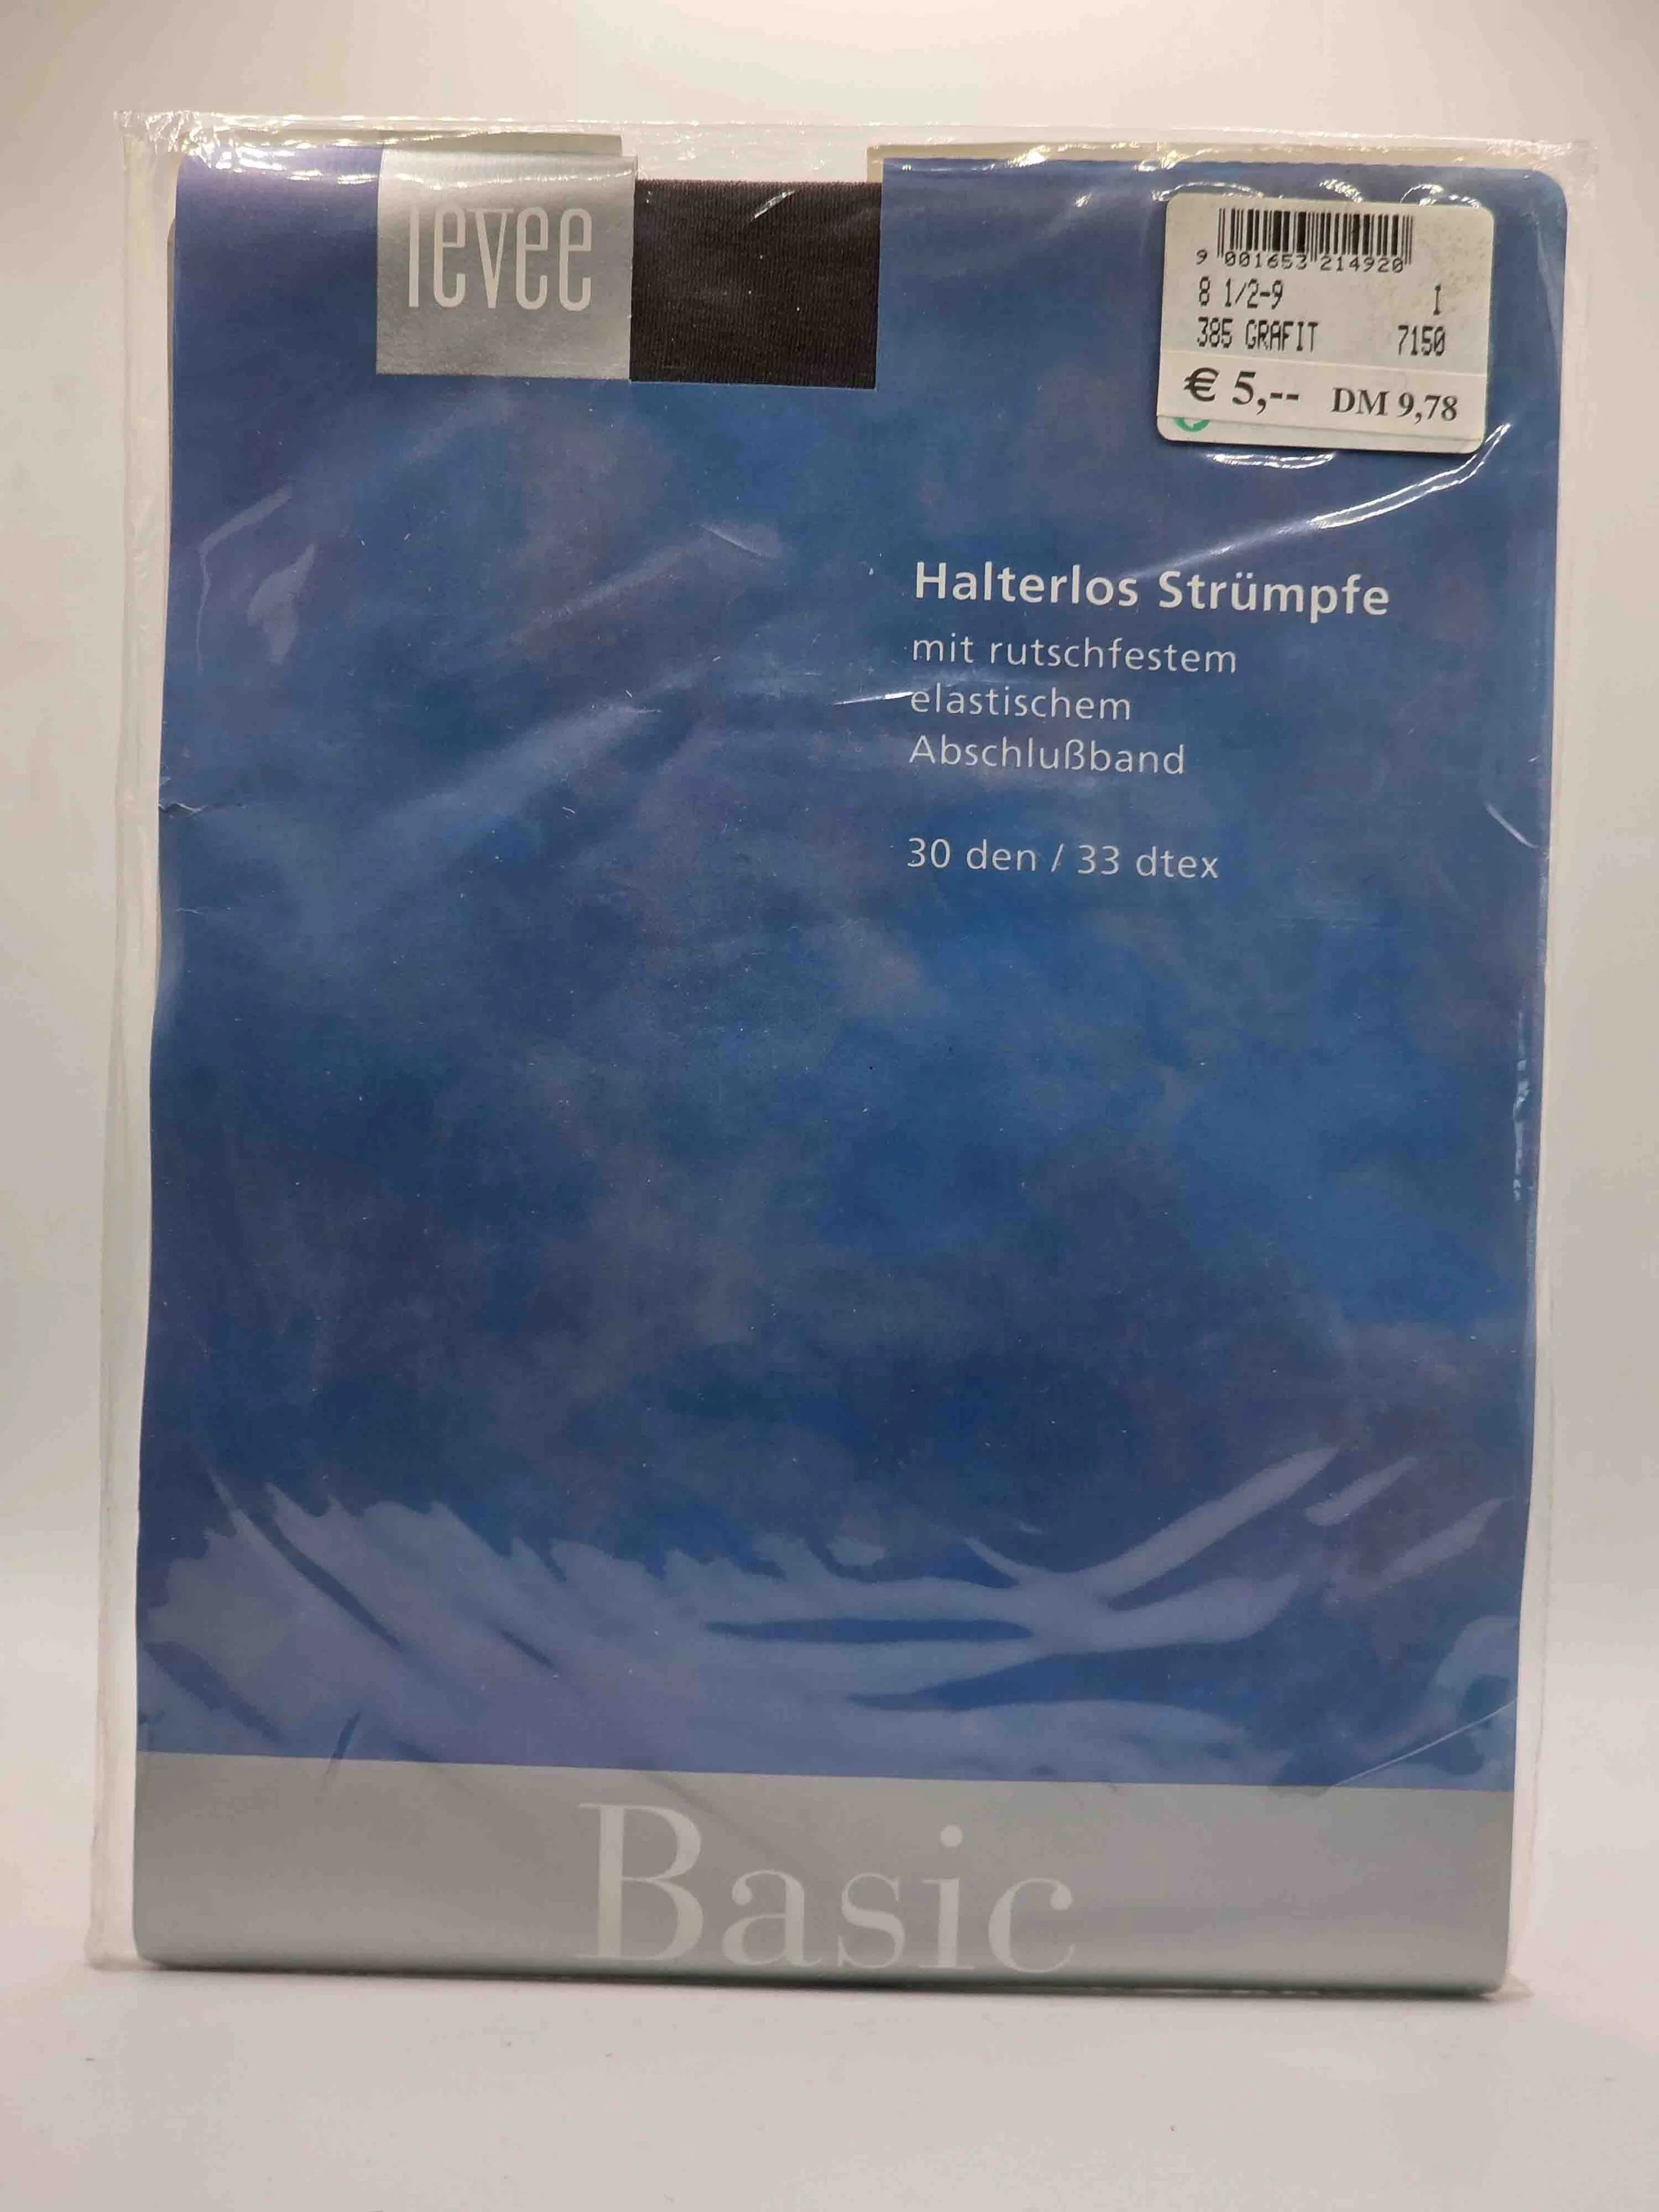 levee
9 001653 214920
8 1/2-9 1
385 GRAFIT 7150
€ 5,-- DM 9,78
Halterlos Strümpfe
mit rutschfestem
elastischem
Abschlußband
30 den / 33 dtex
Basic